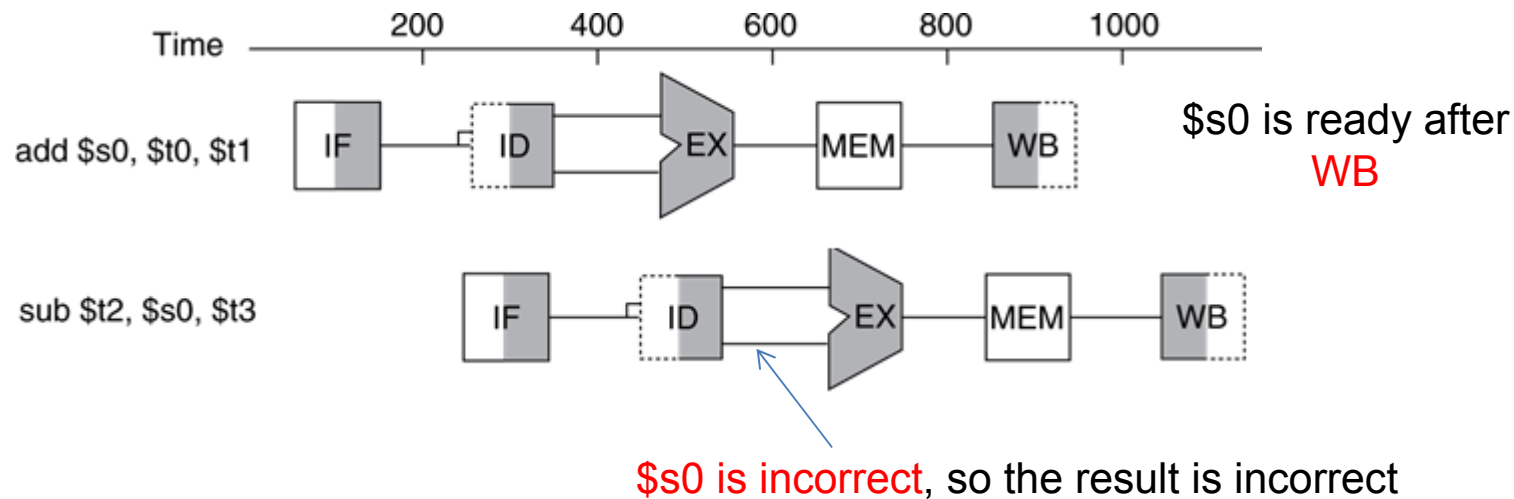 Time 200 400 600 800 1000
add $s0, $t0, $t1 IF ID EX MEM WB
$s0 is ready after
WB
sub $t2, $s0, $t3 IF ID EX MEM WB
$s0 is incorrect, so the result is incorrect